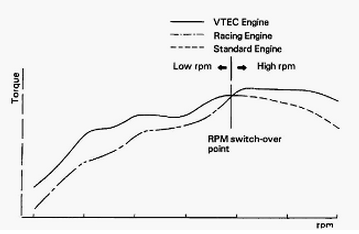 VTEC Engine
Racing Engine
Standard Engine
Low rpm
High rpm
Torque
RPM switch-over
point
rpm